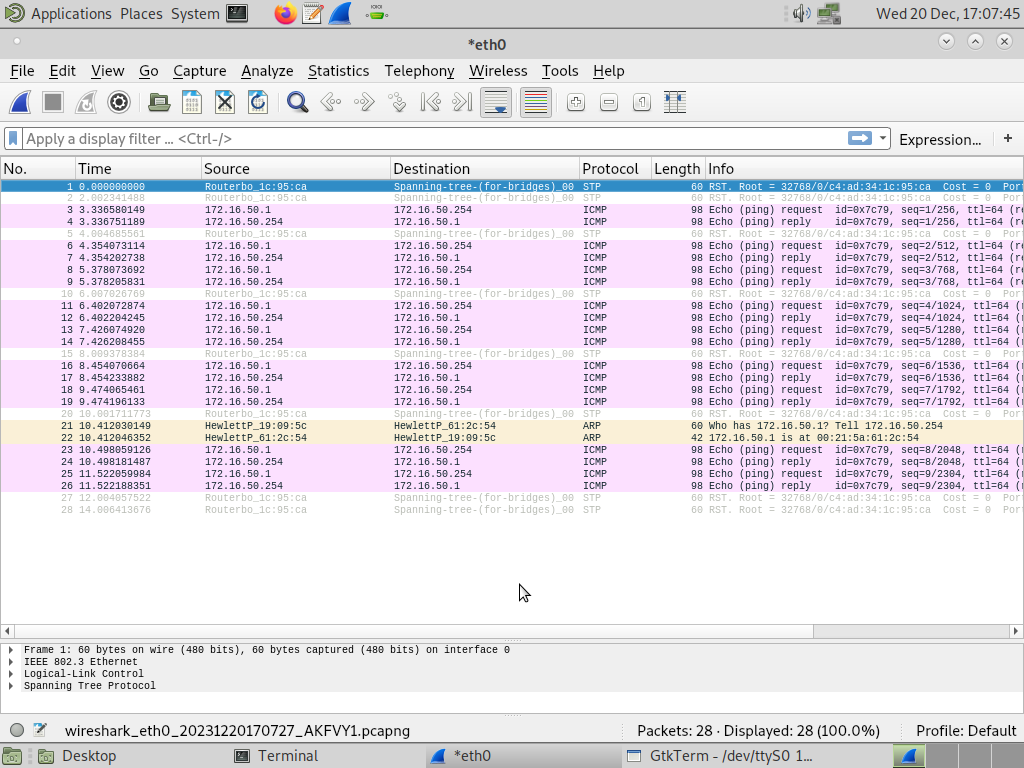 Applications Places System Wed 20 Dec, 17:07:45
*eth0
File Edit View Go Capture Analyze Statistics Telephony Wireless Tools Help
Apply a display filter ... <Ctrl-/> Expression... +
No. Time Source Destination Protocol Length Info
1 0.000000000 Routerbo_1c:95:ca Spanning-tree-(for-bridges)_00 STP 60 RST. Root = 32768/0/c4:ad:34:1c:95:ca Cost = 0 Por
2 2.002341488 Routerbo_1c:95:ca Spanning-tree-(for-bridges)_00 STP 60 RST. Root = 32768/0/c4:ad:34:1c:95:ca Cost = 0 Por
3 3.336580149 172.16.50.1 172.16.50.254 ICMP 98 Echo (ping) request id=0x7c79, seq=1/256, ttl=64 (re
4 3.336751189 172.16.50.254 172.16.50.1 ICMP 98 Echo (ping) reply id=0x7c79, seq=1/256, ttl=64 (re
5 4.004685561 Routerbo_1c:95:ca Spanning-tree-(for-bridges)_00 STP 60 RST. Root = 32768/0/c4:ad:34:1c:95:ca Cost = 0 Por
6 4.354073114 172.16.50.1 172.16.50.254 ICMP 98 Echo (ping) request id=0x7c79, seq=2/512, ttl=64 (re
7 4.354202738 172.16.50.254 172.16.50.1 ICMP 98 Echo (ping) reply id=0x7c79, seq=2/512, ttl=64 (re
8 5.378073692 172.16.50.1 172.16.50.254 ICMP 98 Echo (ping) request id=0x7c79, seq=3/768, ttl=64 (re
9 5.378205831 172.16.50.254 172.16.50.1 ICMP 98 Echo (ping) reply id=0x7c79, seq=3/768, ttl=64 (re
10 6.007026769 Routerbo_1c:95:ca Spanning-tree-(for-bridges)_00 STP 60 RST. Root = 32768/0/c4:ad:34:1c:95:ca Cost = 0 Por
11 6.402072874 172.16.50.1 172.16.50.254 ICMP 98 Echo (ping) request id=0x7c79, seq=4/1024, ttl=64 (r
12 6.402204245 172.16.50.254 172.16.50.1 ICMP 98 Echo (ping) reply id=0x7c79, seq=4/1024, ttl=64 (r
13 7.426074920 172.16.50.1 172.16.50.254 ICMP 98 Echo (ping) request id=0x7c79, seq=5/1280, ttl=64 (r
14 7.426208455 172.16.50.254 172.16.50.1 ICMP 98 Echo (ping) reply id=0x7c79, seq=5/1280, ttl=64 (r
15 8.009378384 Routerbo_1c:95:ca Spanning-tree-(for-bridges)_00 STP 60 RST. Root = 32768/0/c4:ad:34:1c:95:ca Cost = 0 Por
16 8.454070664 172.16.50.1 172.16.50.254 ICMP 98 Echo (ping) request id=0x7c79, seq=6/1536, ttl=64 (r
17 8.454233882 172.16.50.254 172.16.50.1 ICMP 98 Echo (ping) reply id=0x7c79, seq=6/1536, ttl=64 (r
18 9.474065461 172.16.50.1 172.16.50.254 ICMP 98 Echo (ping) request id=0x7c79, seq=7/1792, ttl=64 (r
19 9.474196133 172.16.50.254 172.16.50.1 ICMP 98 Echo (ping) reply id=0x7c79, seq=7/1792, ttl=64 (r
20 10.001711773 Routerbo_1c:95:ca Spanning-tree-(for-bridges)_00 STP 60 RST. Root = 32768/0/c4:ad:34:1c:95:ca Cost = 0 Por
21 10.412030149 HewlettP_19:09:5c HewlettP_61:2c:54 ARP 60 Who has 172.16.50.1? Tell 172.16.50.254
22 10.412046352 HewlettP_61:2c:54 HewlettP_19:09:5c ARP 42 172.16.50.1 is at 00:21:5a:61:2c:54
23 10.498059126 172.16.50.1 172.16.50.254 ICMP 98 Echo (ping) request id=0x7c79, seq=8/2048, ttl=64 (r
24 10.498181487 172.16.50.254 172.16.50.1 ICMP 98 Echo (ping) reply id=0x7c79, seq=8/2048, ttl=64 (r
25 11.522059984 172.16.50.1 172.16.50.254 ICMP 98 Echo (ping) request id=0x7c79, seq=9/2304, ttl=64 (r
26 11.522188351 172.16.50.254 172.16.50.1 ICMP 98 Echo (ping) reply id=0x7c79, seq=9/2304, ttl=64 (r
27 12.004057522 Routerbo_1c:95:ca Spanning-tree-(for-bridges)_00 STP 60 RST. Root = 32768/0/c4:ad:34:1c:95:ca Cost = 0 Por
28 14.006413676 Routerbo_1c:95:ca Spanning-tree-(for-bridges)_00 STP 60 RST. Root = 32768/0/c4:ad:34:1c:95:ca Cost = 0 Por
Frame 1: 60 bytes on wire (480 bits), 60 bytes captured (480 bits) on interface 0
IEEE 802.3 Ethernet
Logical-Link Control
Spanning Tree Protocol
wireshark_eth0_20231220170727_AKFVY1.pcapng Packets: 28 · Displayed: 28 (100.0%) Profile: Default
Desktop Terminal *eth0 GtkTerm - /dev/ttyS0 1...